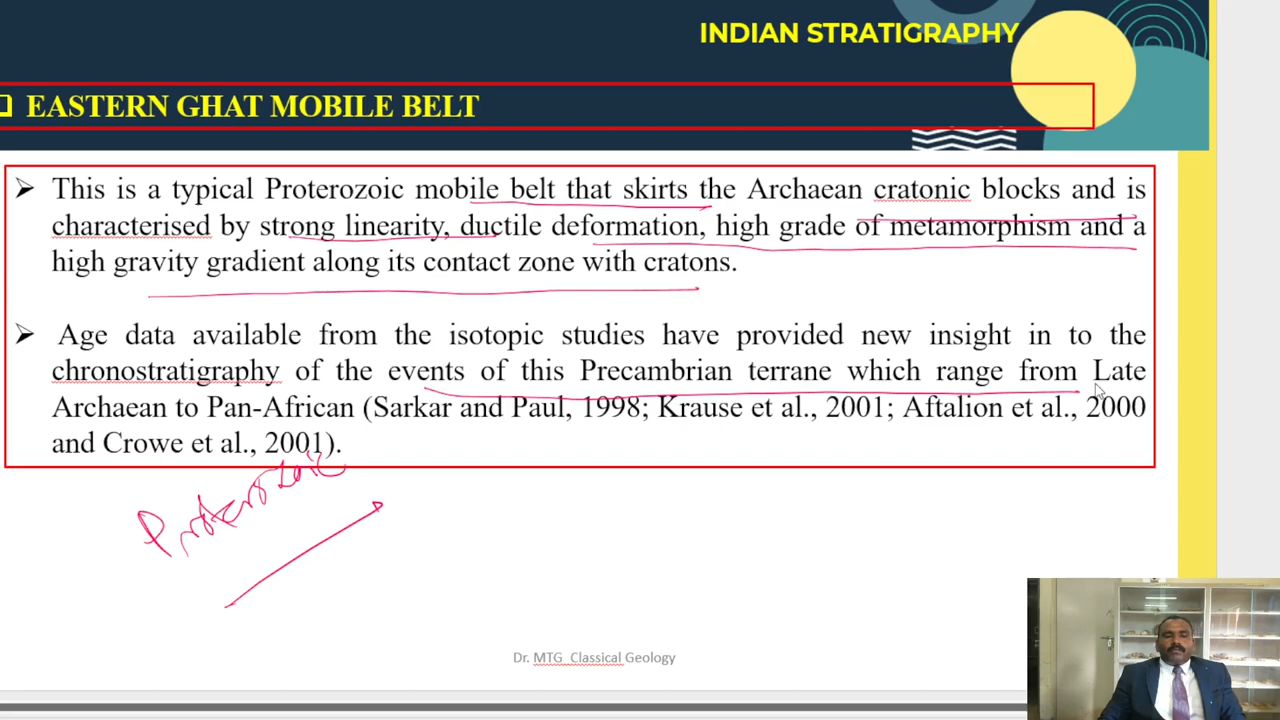 INDIAN STRATIGRAPHY
EASTERN GHAT MOBILE BELT
➢ This is a typical Proterozoic mobile belt that skirts the Archaean cratonic blocks and is
characterised by strong linearity, ductile deformation, high grade of metamorphism and a
high gravity gradient along its contact zone with cratons.
➢ Age data available from the isotopic studies have provided new insight in to the
chronostratigraphy of the events of this Precambrian terrane which range from Late
Archaean to Pan-African (Sarkar and Paul, 1998; Krause et al., 2001; Aftalion et al., 2000
and Crowe et al., 2001).
Proterozoic
Dr. MTG Classical Geology